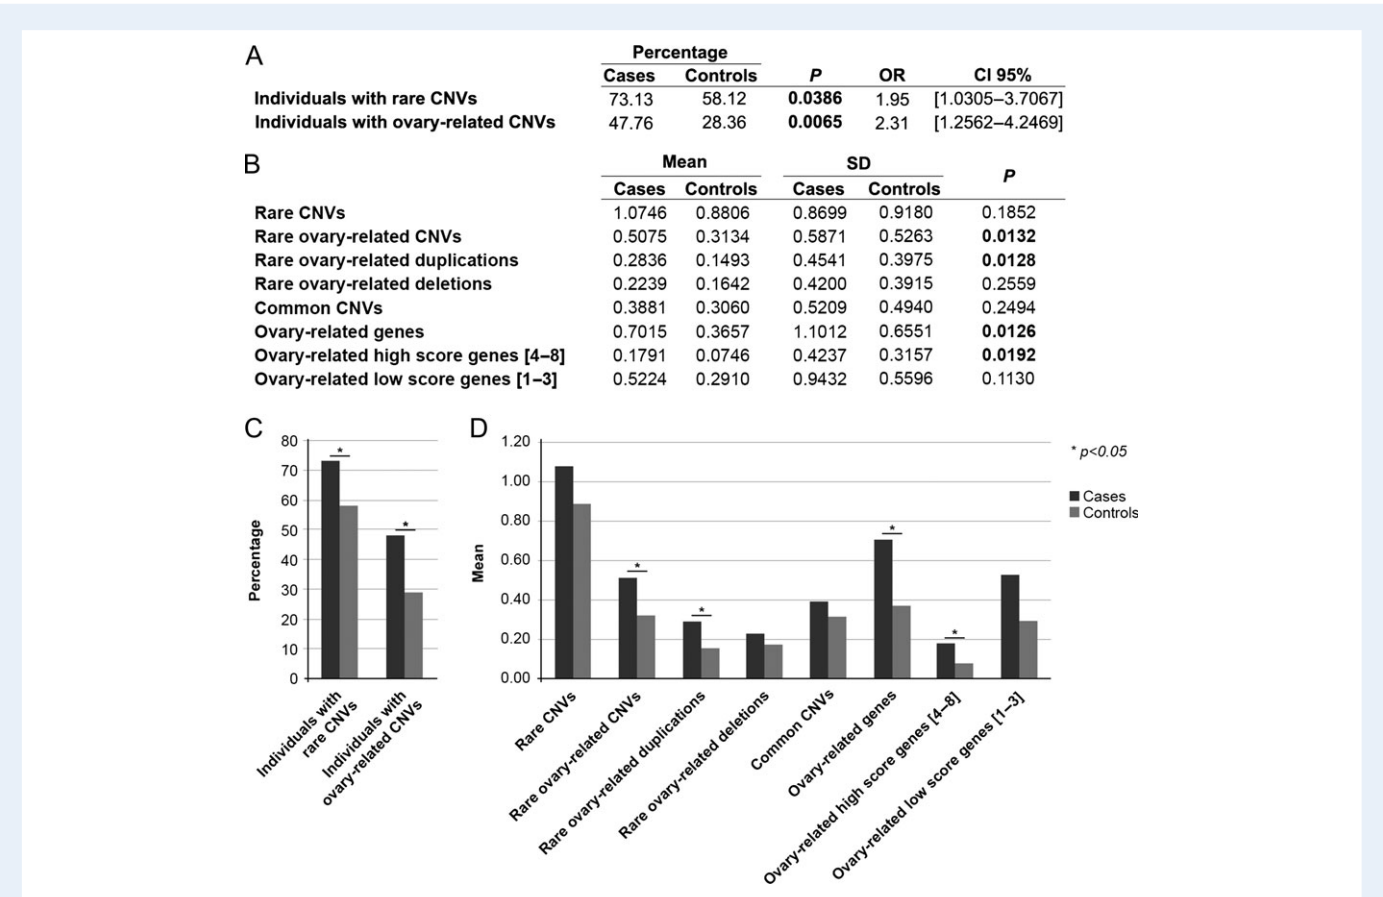 A
Percentage
Cases Controls P OR CI 95%
Individuals with rare CNVs 73.13 58.12 0.0386 1.95 [1.0305–3.7067]
Individuals with ovary-related CNVs 47.76 28.36 0.0065 2.31 [1.2562–4.2469]
B
Mean SD P
Cases Controls Cases Controls
Rare CNVs 1.0746 0.8806 0.8699 0.9180 0.1852
Rare ovary-related CNVs 0.5075 0.3134 0.5871 0.5263 0.0132
Rare ovary-related duplications 0.2836 0.1493 0.4541 0.3975 0.0128
Rare ovary-related deletions 0.2239 0.1642 0.4200 0.3915 0.2559
Common CNVs 0.3881 0.3060 0.5209 0.4940 0.2494
Ovary-related genes 0.7015 0.3657 1.1012 0.6551 0.0126
Ovary-related high score genes [4–8] 0.1791 0.0746 0.4237 0.3157 0.0192
Ovary-related low score genes [1–3] 0.5224 0.2910 0.9432 0.5596 0.1130
C
Percentage
80
70
60
50
40
30
20
10
0
*
*
Individuals with
rare CNVs
Individuals with
ovary-related CNVs
D
Mean
1.20
1.00
0.80
0.60
0.40
0.20
0.00
*
*
*
*
Rare CNVs
Rare ovary-related CNVs
Rare ovary-related duplications
Rare ovary-related deletions
Common CNVs
Ovary-related genes
Ovary-related high score genes [4–8]
Ovary-related low score genes [1–3]
* p<0.05
Cases
Controls